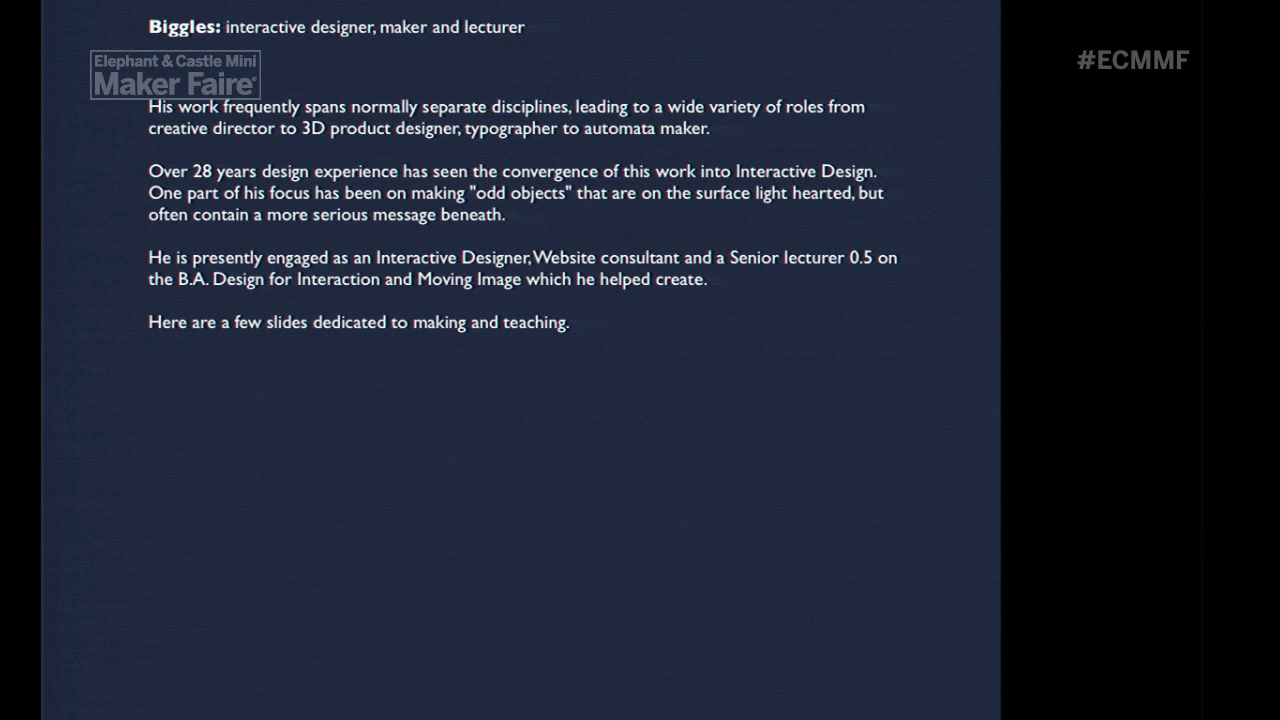 Biggles: interactive designer, maker and lecturer
Elephant & Castle Mini
Maker Faire®
#ECMMF
His work frequently spans normally separate disciplines, leading to a wide variety of roles from
creative director to 3D product designer, typographer to automata maker.
Over 28 years design experience has seen the convergence of this work into Interactive Design.
One part of his focus has been on making "odd objects" that are on the surface light hearted, but
often contain a more serious message beneath.
He is presently engaged as an Interactive Designer, Website consultant and a Senior lecturer 0.5 on
the B.A. Design for Interaction and Moving Image which he helped create.
Here are a few slides dedicated to making and teaching.